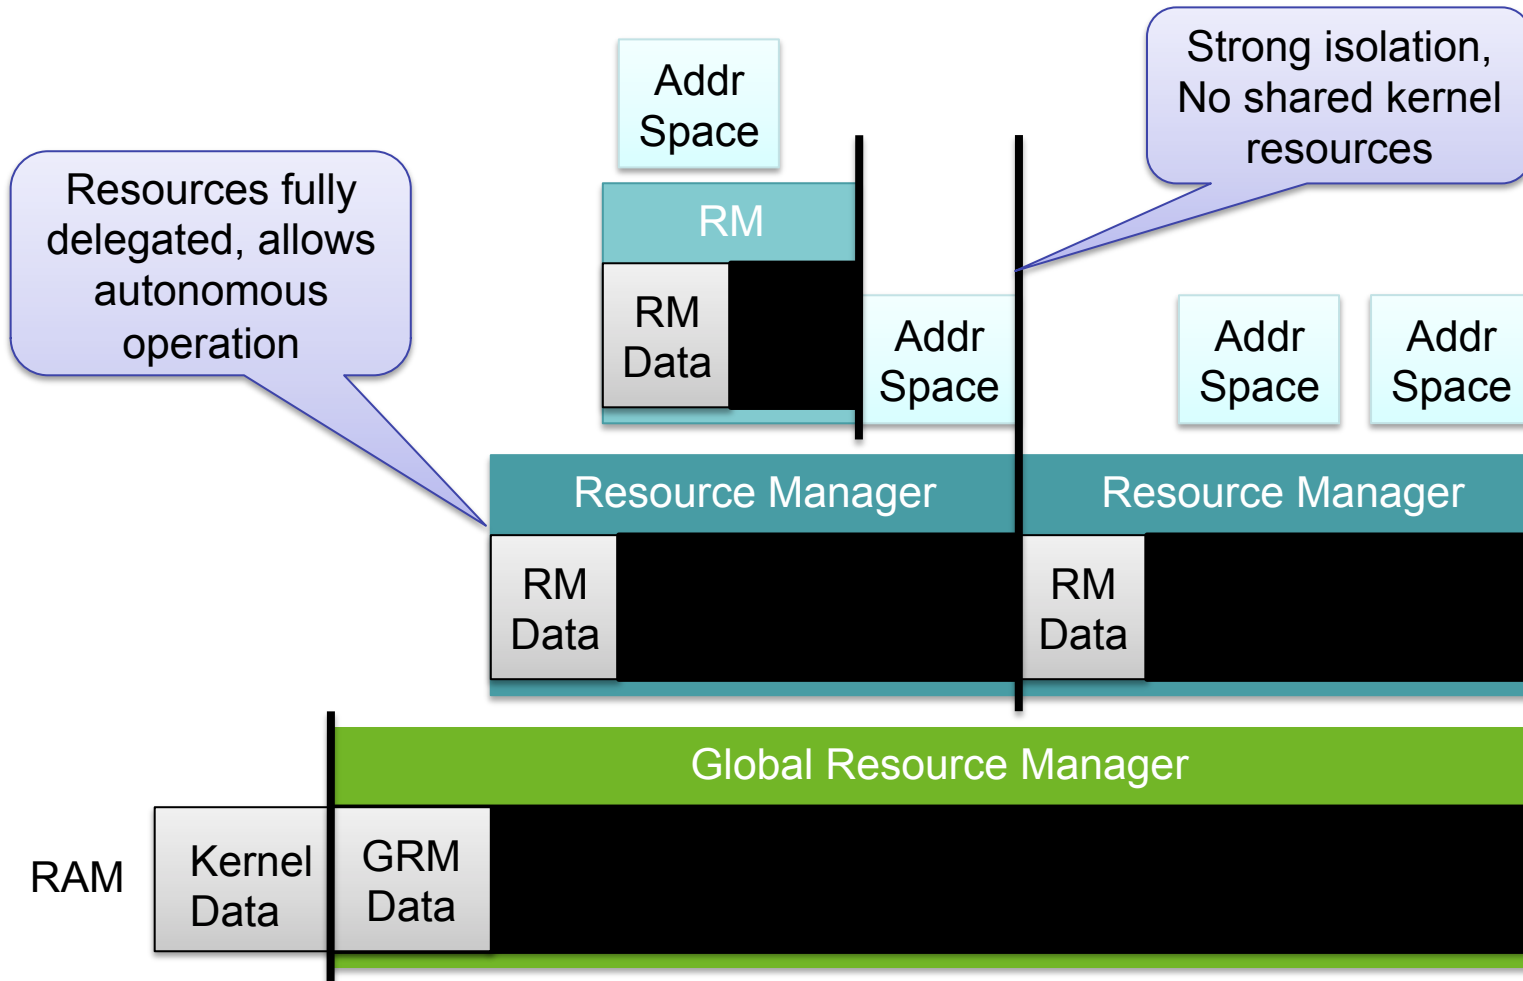 Addr
Space
Strong isolation,
No shared kernel
resources
Resources fully
delegated, allows
autonomous
operation
RM
RM
Data
Addr
Space
Addr
Space
Addr
Space
Resource Manager
Resource Manager
RM
Data
RM
Data
Global Resource Manager
RAM
Kernel
Data
GRM
Data